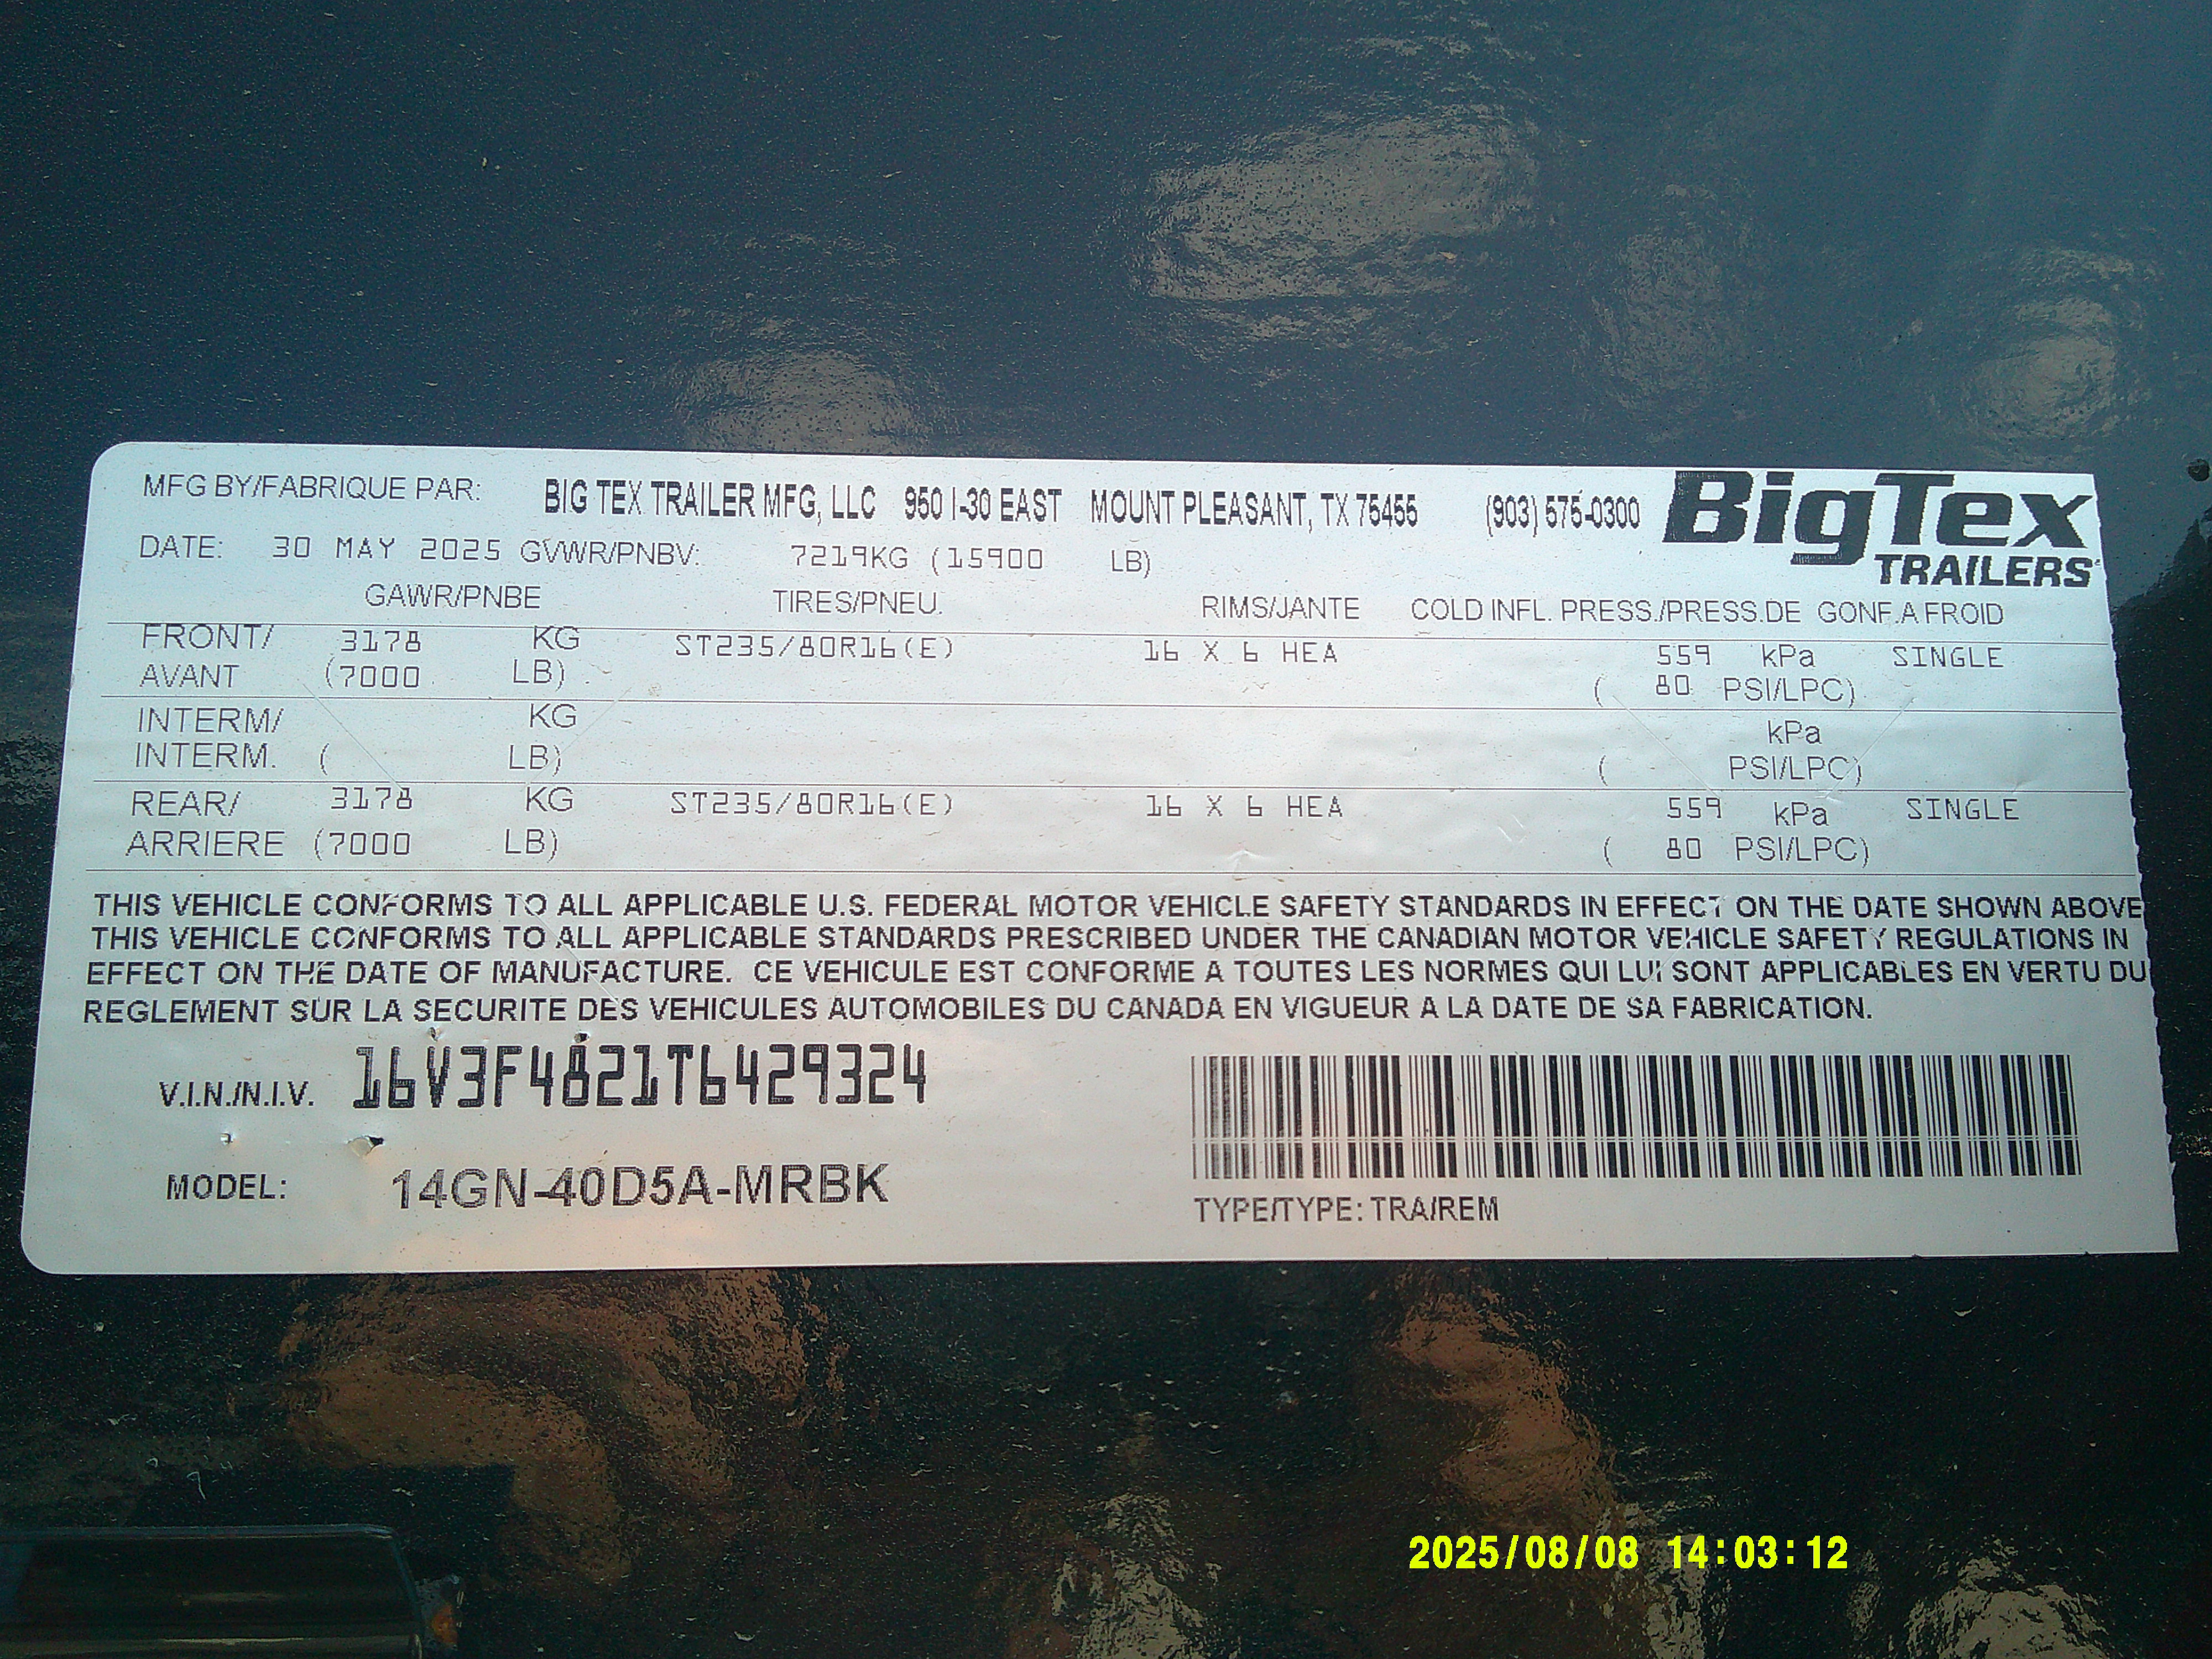 MFG BY/FABRIQUE PAR: BIG TEX TRAILER MFG, LLC 950 I-30 EAST MOUNT PLEASANT, TX 75455 (903) 575-0300 BigTex
TRAILERS
DATE: 30 MAY 2025 GVWR/PNBV: 7219KG (15900 LB)
GAWR/PNBE TIRES/PNEU. RIMS/JANTE COLD INFL. PRESS./PRESS.DE GONF.A FROID
FRONT/ 3178 KG ST235/80R16(E) 16 X 6 HEA 559 kPa SINGLE
AVANT (7000 LB) ( 80 PSI/LPC)
INTERM/ KG kPa
INTERM. ( LB) ( PSI/LPC)
REAR/ 3178 KG ST235/80R16(E) 16 X 6 HEA 559 kPa SINGLE
ARRIERE (7000 LB) ( 80 PSI/LPC)
THIS VEHICLE CONFORMS TO ALL APPLICABLE U.S. FEDERAL MOTOR VEHICLE SAFETY STANDARDS IN EFFECT ON THE DATE SHOWN ABOVE
THIS VEHICLE CONFORMS TO ALL APPLICABLE STANDARDS PRESCRIBED UNDER THE CANADIAN MOTOR VEHICLE SAFETY REGULATIONS IN
EFFECT ON THE DATE OF MANUFACTURE. CE VEHICULE EST CONFORME A TOUTES LES NORMES QUI LUI SONT APPLICABLES EN VERTU DU
REGLEMENT SUR LA SECURITE DES VEHICULES AUTOMOBILES DU CANADA EN VIGUEUR A LA DATE DE SA FABRICATION.
V.I.N./N.I.V. 16V3F4821T6429324
MODEL: 14GN-40D5A-MRBK
TYPE/TYPE: TRA/REM
2025/08/08 14:03:12